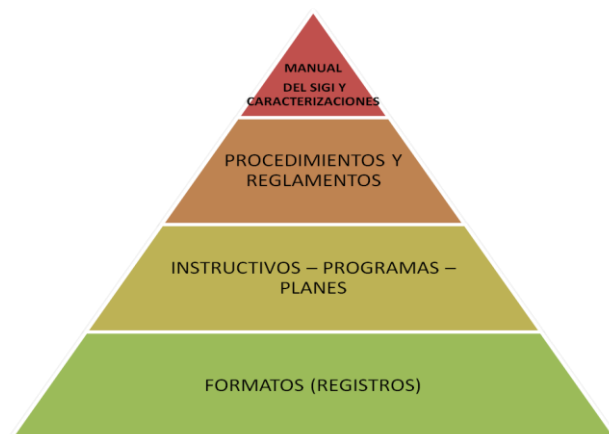 MANUAL
DEL SIGI Y
CARACTERIZACIONES
PROCEDIMIENTOS Y
REGLAMENTOS
INSTRUCTIVOS – PROGRAMAS –
PLANES
FORMATOS (REGISTROS)